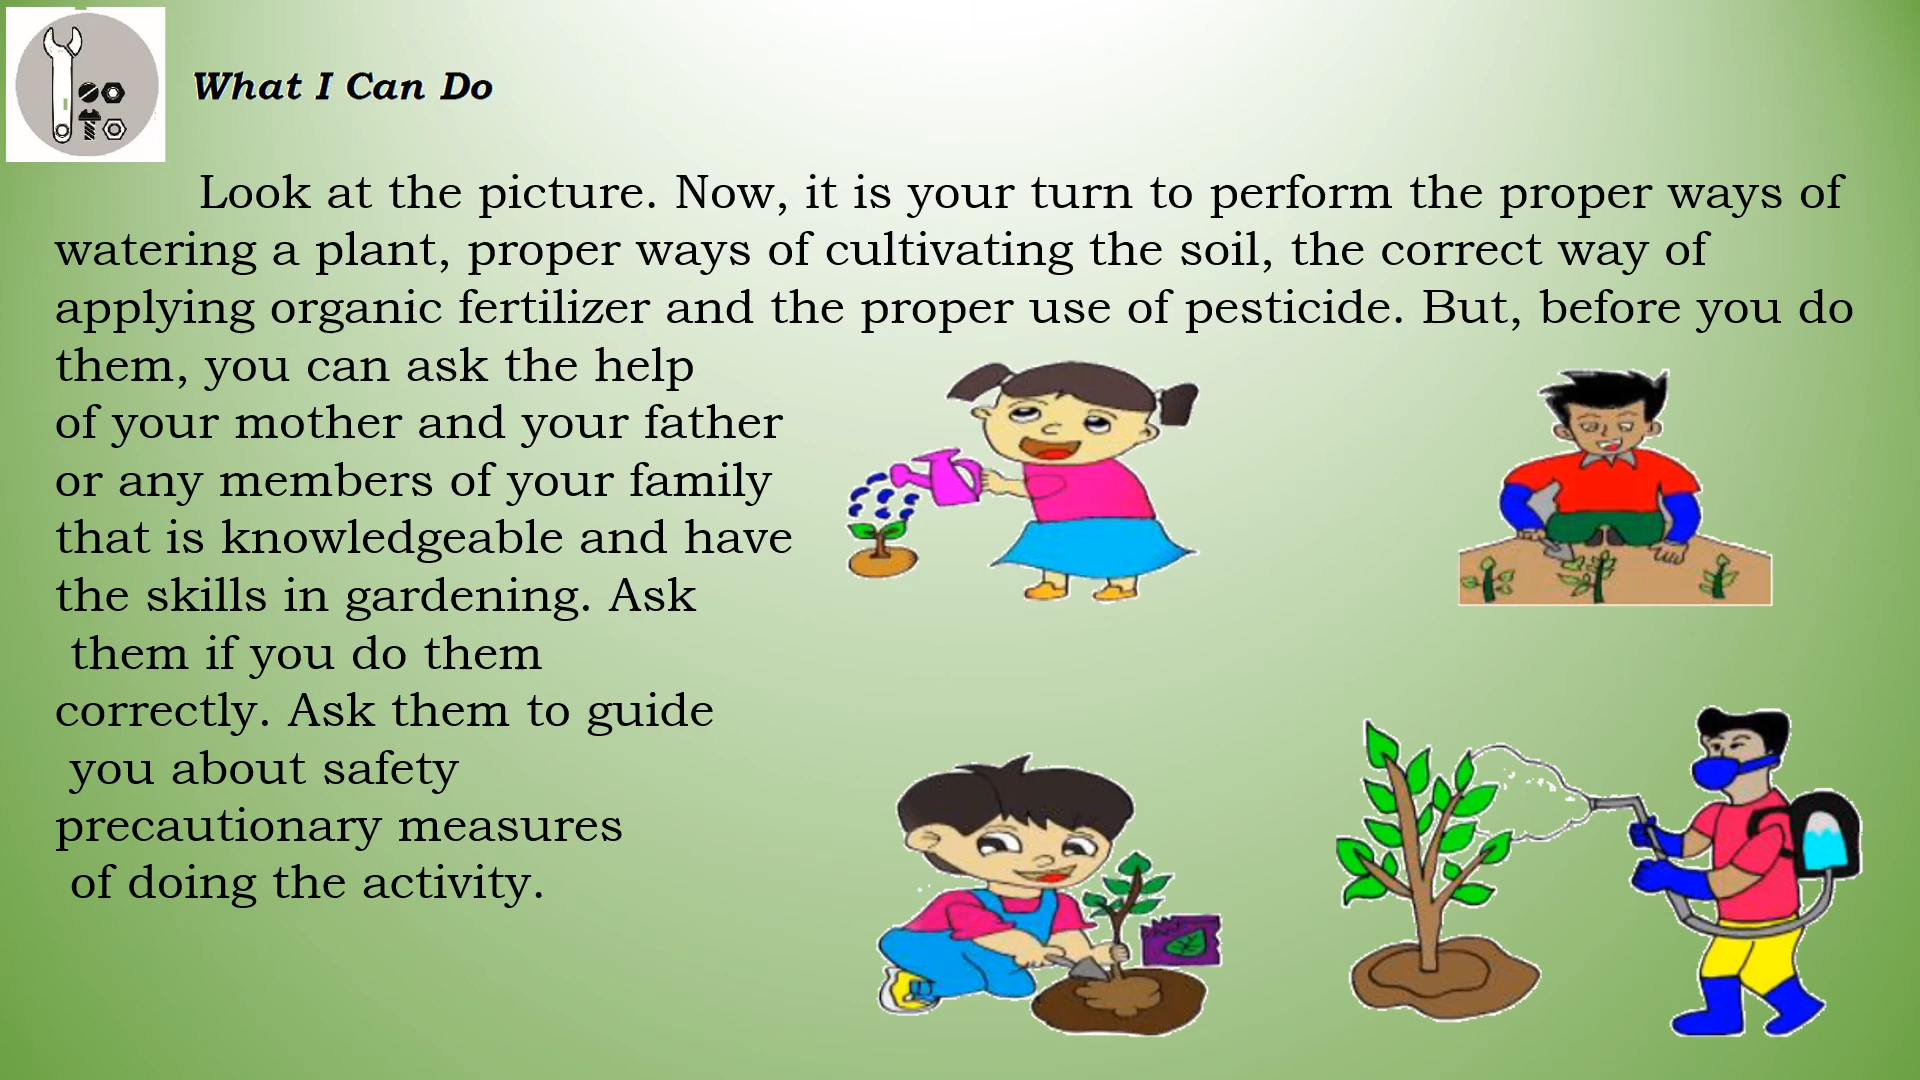 What I Can Do
Look at the picture. Now, it is your turn to perform the proper ways of
watering a plant, proper ways of cultivating the soil, the correct way of
applying organic fertilizer and the proper use of pesticide. But, before you do
them, you can ask the help
of your mother and your father
or any members of your family
that is knowledgeable and have
the skills in gardening. Ask
them if you do them
correctly. Ask them to guide
you about safety
precautionary measures
of doing the activity.